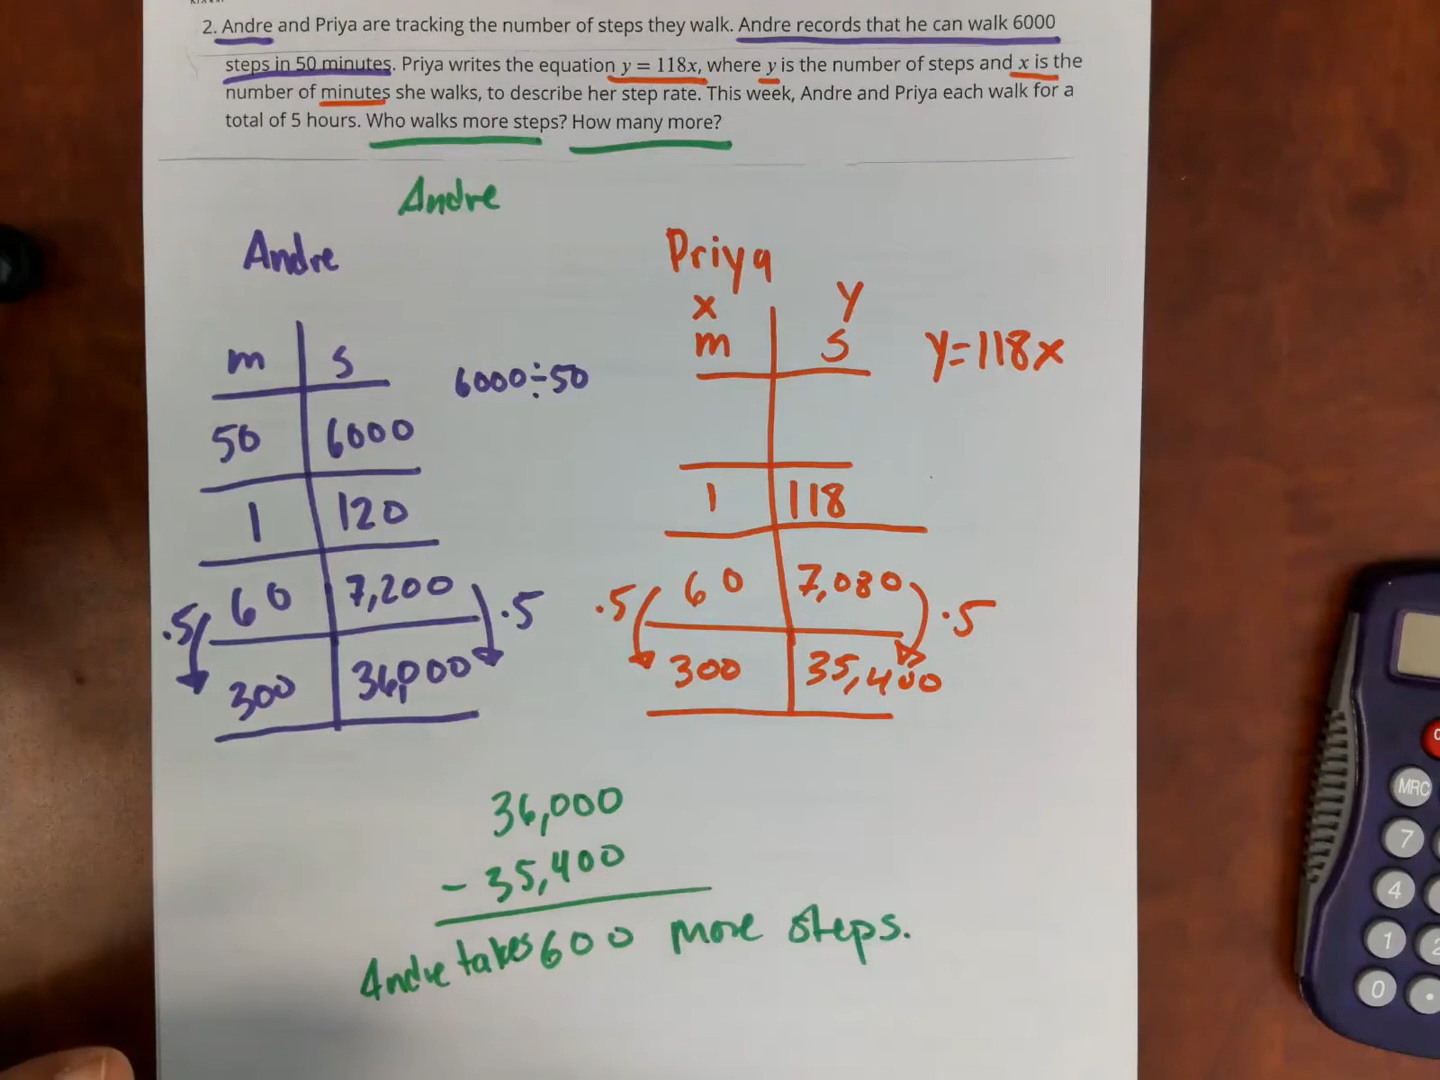 2. Andre and Priya are tracking the number of steps they walk. Andre records that he can walk 6000
steps in 50 minutes. Priya writes the equation y = 118x, where y is the number of steps and x is the
number of minutes she walks, to describe her step rate. This week, Andre and Priya each walk for a
total of 5 hours. Who walks more steps? How many more?
Andre
Andre
m s
50 6000
1 120
60 7,200
300 36,000
6000÷50
·5 ·5
Priya
x y
m s
1 118
60 7,080
300 35,400
y=118x
·5 ·5
36,000
- 35,400
Andre takes 600 more steps.
MRC
7
4
1 2
0 ·